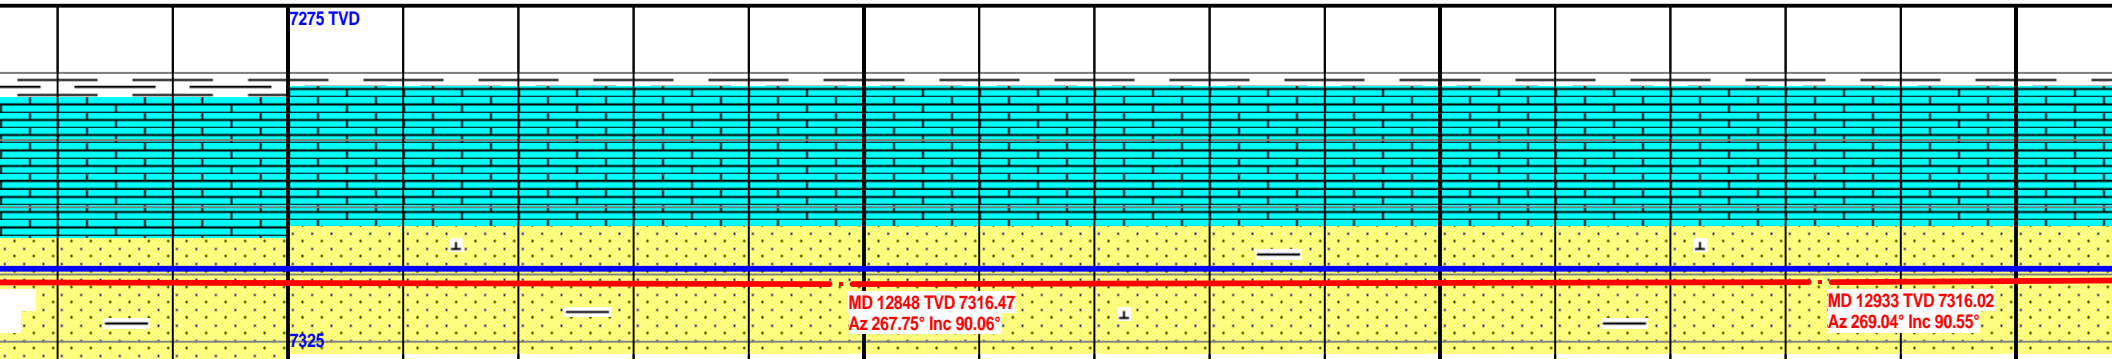 7275 TVD
MD 12848 TVD 7316.47
Az 267.75° Inc 90.06°
MD 12933 TVD 7316.02
Az 269.04° Inc 90.55°
7325